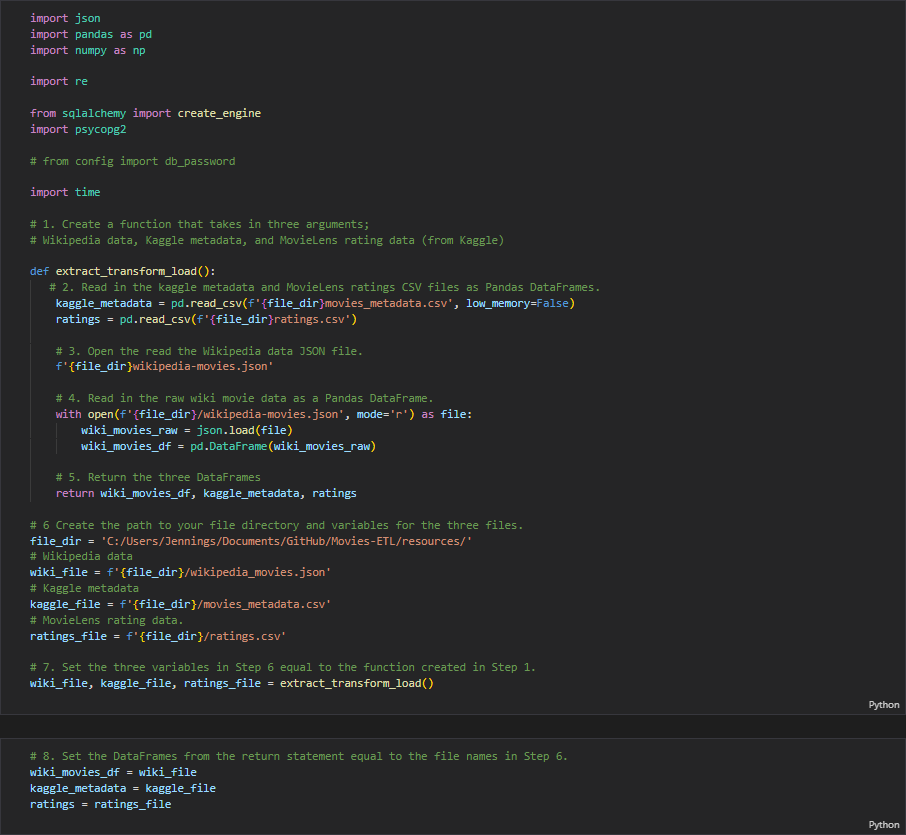 import json
import pandas as pd
import numpy as np
import re
from sqlalchemy import create_engine
import psycopg2
# from config import db_password
import time
# 1. Create a function that takes in three arguments;
# Wikipedia data, Kaggle metadata, and MovieLens rating data (from Kaggle)
def extract_transform_load():
# 2. Read in the kaggle metadata and MovieLens ratings CSV files as Pandas DataFrames.
kaggle_metadata = pd.read_csv(f'{file_dir}movies_metadata.csv', low_memory=False)
ratings = pd.read_csv(f'{file_dir}ratings.csv')
# 3. Open the read the Wikipedia data JSON file.
f'{file_dir}wikipedia-movies.json'
# 4. Read in the raw wiki movie data as a Pandas DataFrame.
with open(f'{file_dir}/wikipedia-movies.json', mode='r') as file:
wiki_movies_raw = json.load(file)
wiki_movies_df = pd.DataFrame(wiki_movies_raw)
# 5. Return the three DataFrames
return wiki_movies_df, kaggle_metadata, ratings
# 6 Create the path to your file directory and variables for the three files.
file_dir = 'C:/Users/Jennings/Documents/GitHub/Movies-ETL/resources/'
# Wikipedia data
wiki_file = f'{file_dir}/wikipedia_movies.json'
# Kaggle metadata
kaggle_file = f'{file_dir}/movies_metadata.csv'
# MovieLens rating data.
ratings_file = f'{file_dir}/ratings.csv'
# 7. Set the three variables in Step 6 equal to the function created in Step 1.
wiki_file, kaggle_file, ratings_file = extract_transform_load()
Python
# 8. Set the DataFrames from the return statement equal to the file names in Step 6.
wiki_movies_df = wiki_file
kaggle_metadata = kaggle_file
ratings = ratings_file
Python